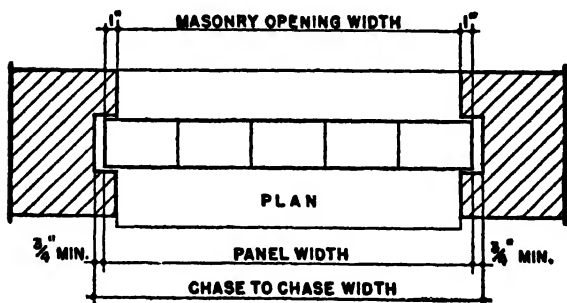 1" MASONRY OPENING WIDTH 1"
PLAN
3/4" MIN. PANEL WIDTH 3/4" MIN.
CHASE TO CHASE WIDTH